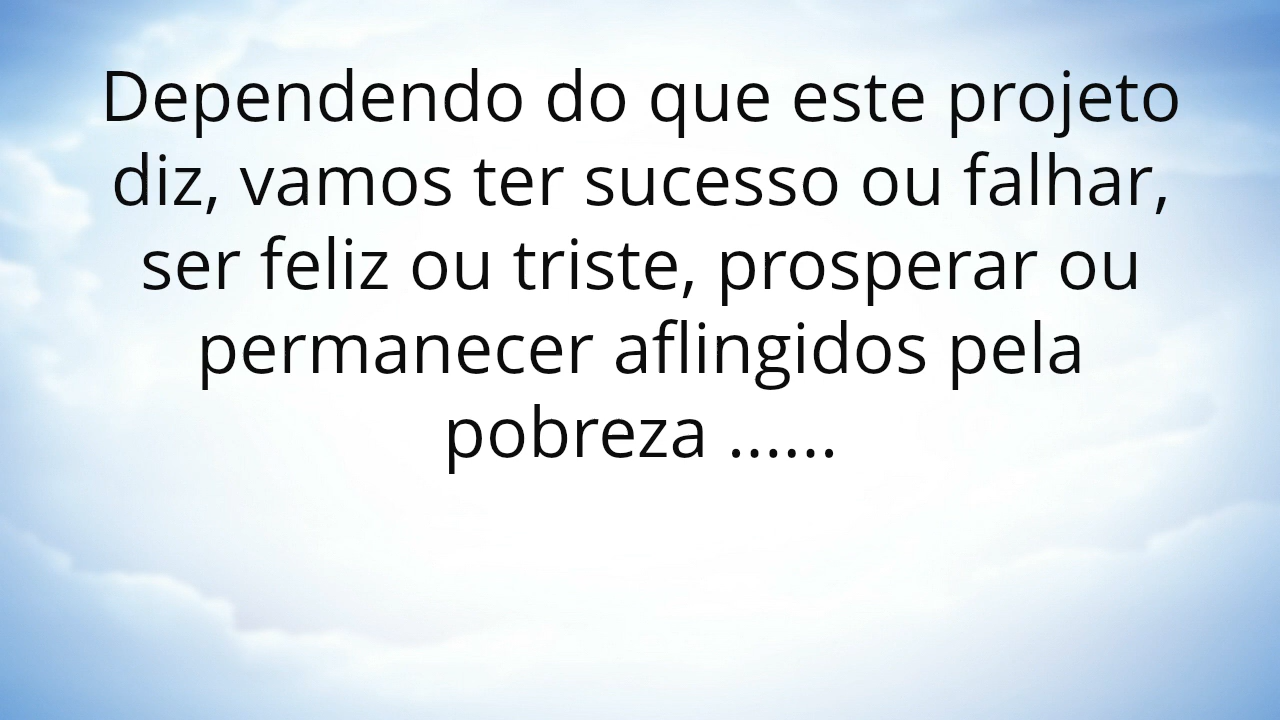 Dependendo do que este projeto
diz, vamos ter sucesso ou falhar,
ser feliz ou triste, prosperar ou
permanecer aflingidos pela
pobreza ......